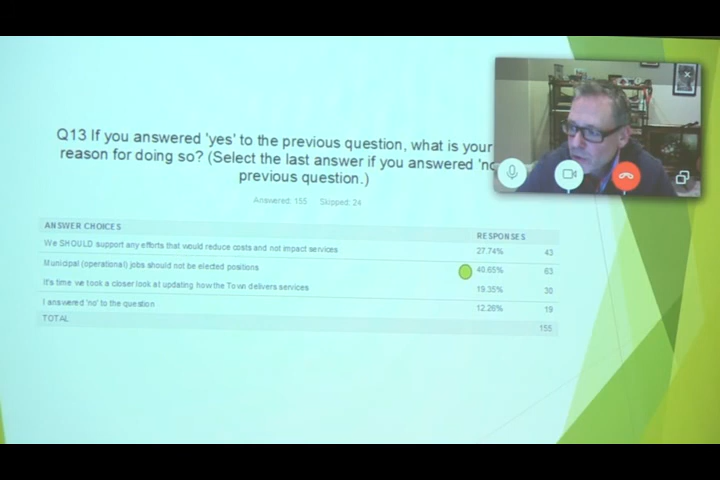 Q13 If you answered 'yes' to the previous question, what is your
reason for doing so? (Select the last answer if you answered 'no
previous question.)
Answered: 155 Skipped: 24
ANSWER CHOICES RESPONSES
We SHOULD support any efforts that would reduce costs and not impact services 27.74% 43
Municipal (operational) jobs should not be elected positions 40.65% 63
It's time we took a closer look at updating how the Town delivers services 19.35% 30
I answered 'no' to the question 12.26% 19
TOTAL 155